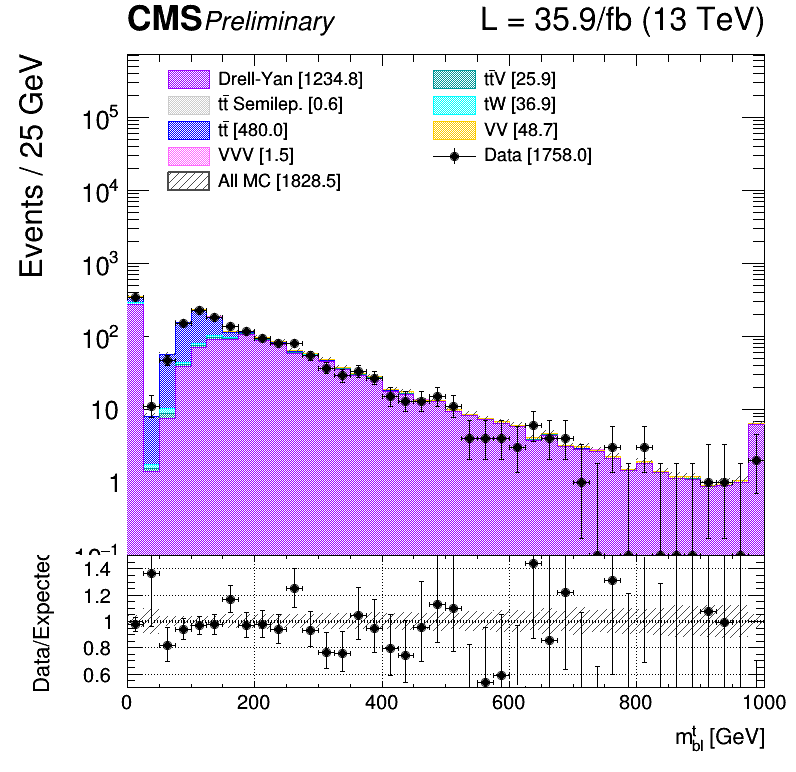 CMS Preliminary L = 35.9/fb (13 TeV)
Events / 25 GeV
Drell-Yan [1234.8]
tt̄ Semilep. [0.6]
tt̄ [480.0]
VVV [1.5]
All MC [1828.5]
tt̄V [25.9]
tW [36.9]
VV [48.7]
Data [1758.0]
10⁵
10⁴
10³
10²
10
1
10⁻¹
Data/Expected
1.4
1.2
1
0.8
0.6
0 200 400 600 800 1000
mᵗbl [GeV]